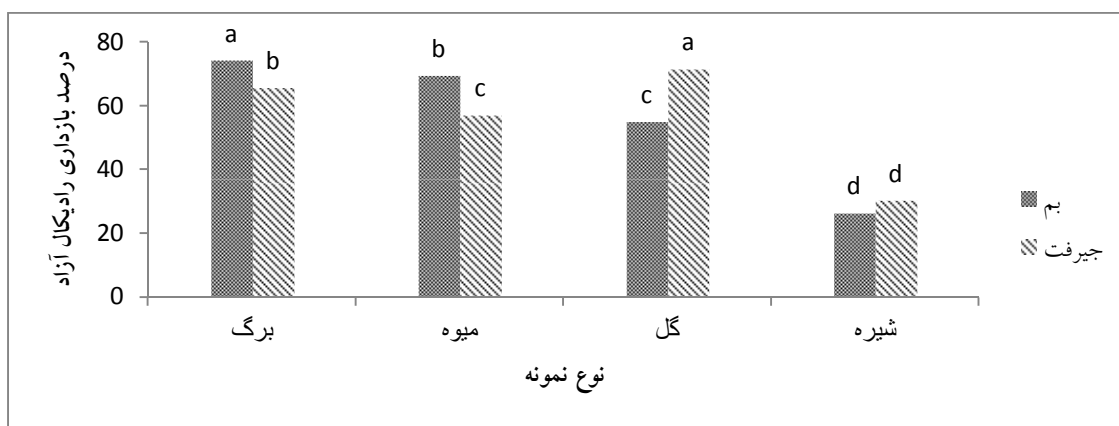 درصد بازداری رادیکال آزاد
80
60
40
20
0
a
b
b
c
c
a
d
d
برگ
میوه
گل
شیره
نوع نمونه
بم
جیرفت